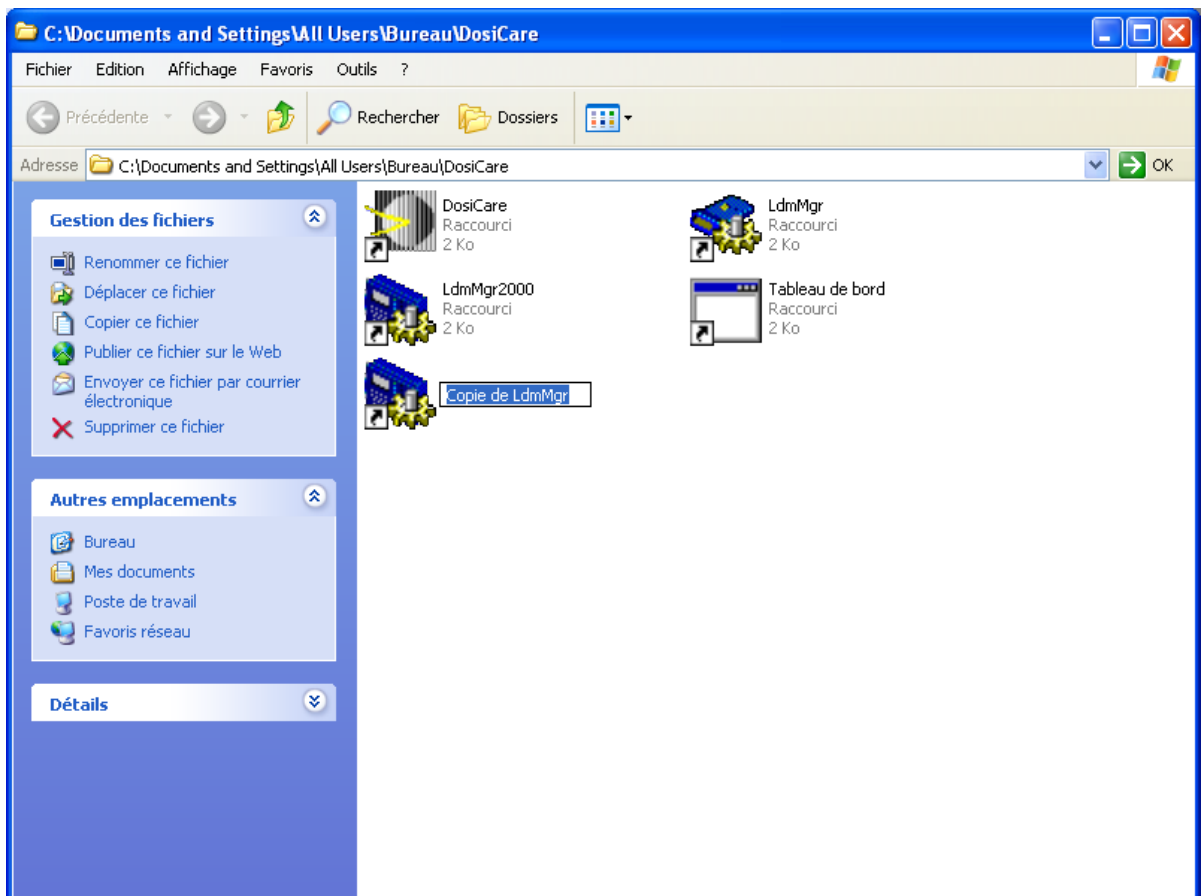 C:\Documents and Settings\All Users\Bureau\DosiCare
Fichier Edition Affichage Favoris Outils ?
Précédente Rechercher Dossiers
Adresse C:\Documents and Settings\All Users\Bureau\DosiCare OK
Gestion des fichiers
Renommer ce fichier
Déplacer ce fichier
Copier ce fichier
Publier ce fichier sur le Web
Envoyer ce fichier par courrier
électronique
Supprimer ce fichier
Autres emplacements
Bureau
Mes documents
Poste de travail
Favoris réseau
Détails
DosiCare
Raccourci
2 Ko
LdmMgr
Raccourci
2 Ko
LdmMgr2000
Raccourci
2 Ko
Tableau de bord
Raccourci
2 Ko
Copie de LdmMgr